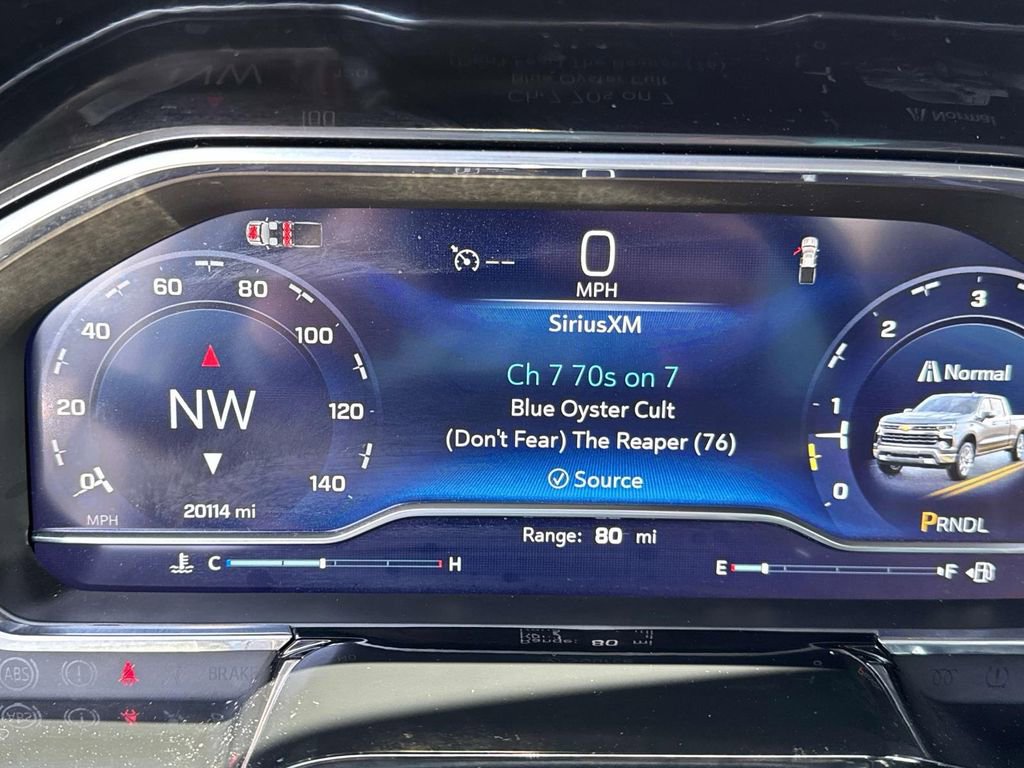 0
MPH
60
80
40
100
20
120
0
140
NW
20114 mi
MPH
SiriusXM
Ch 7 70s on 7
Blue Oyster Cult
(Don't Fear) The Reaper (76)
Source
3
2
1
0
Normal
PRNDL
Range: 80 mi
C H
E F
ABS
BRAKE